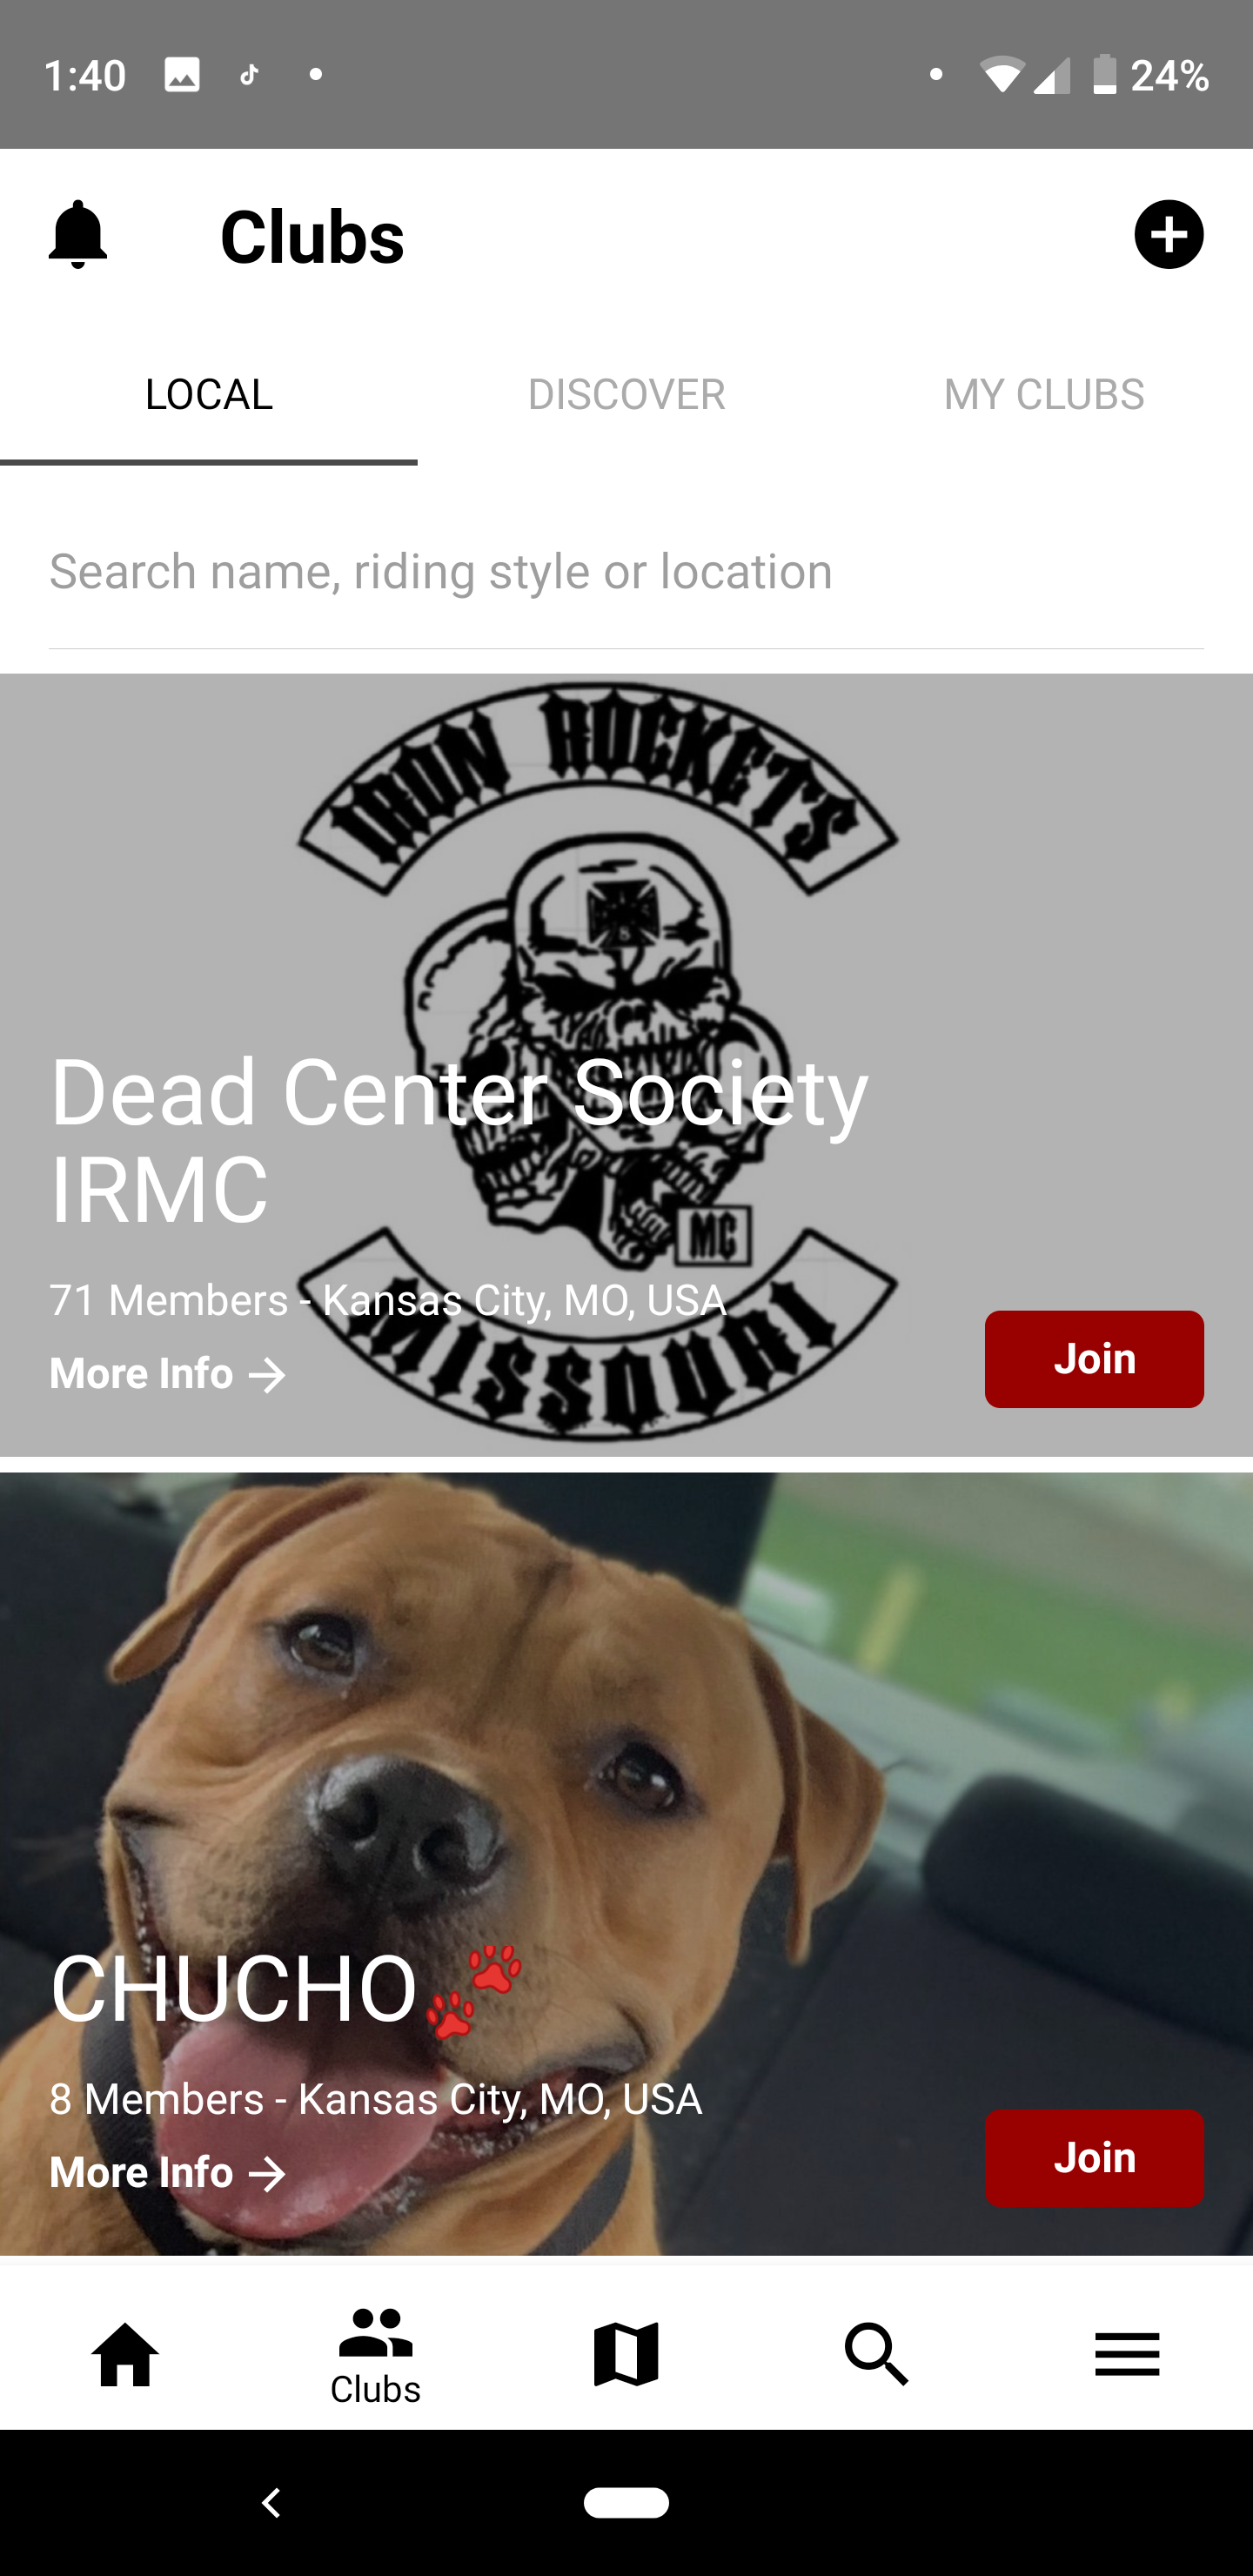 1:40
24%
Clubs
LOCAL
DISCOVER
MY CLUBS
Search name, riding style or location
IRON ROCKETS
8
Dead Center Society
IRMC
MC
71 Members - Kansas City, MO, USA
MISSOURI
More Info
Join
CHUCHO
8 Members - Kansas City, MO, USA
More Info
Join
Clubs